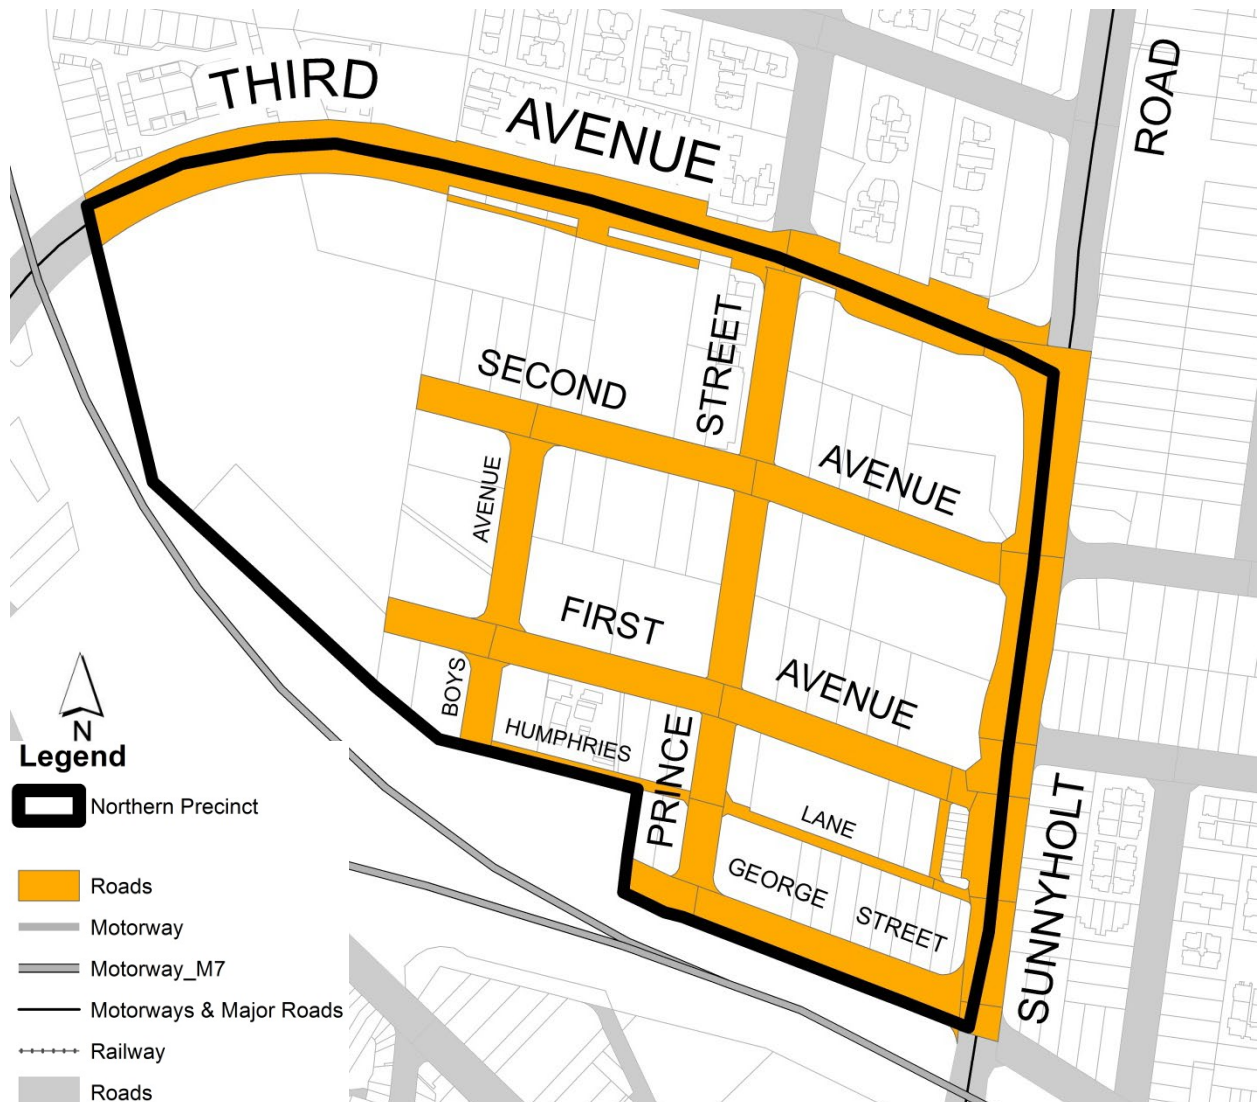 THIRD
AVENUE
ROAD
SECOND
STREET
AVENUE
AVENUE
FIRST
AVENUE
BOYS
HUMPHRIES
PRINCE
LANE
GEORGE
STREET
SUNNYHOLT
N
Legend
Northern Precinct
Roads
Motorway
Motorway_M7
Motorways & Major Roads
Railway
Roads